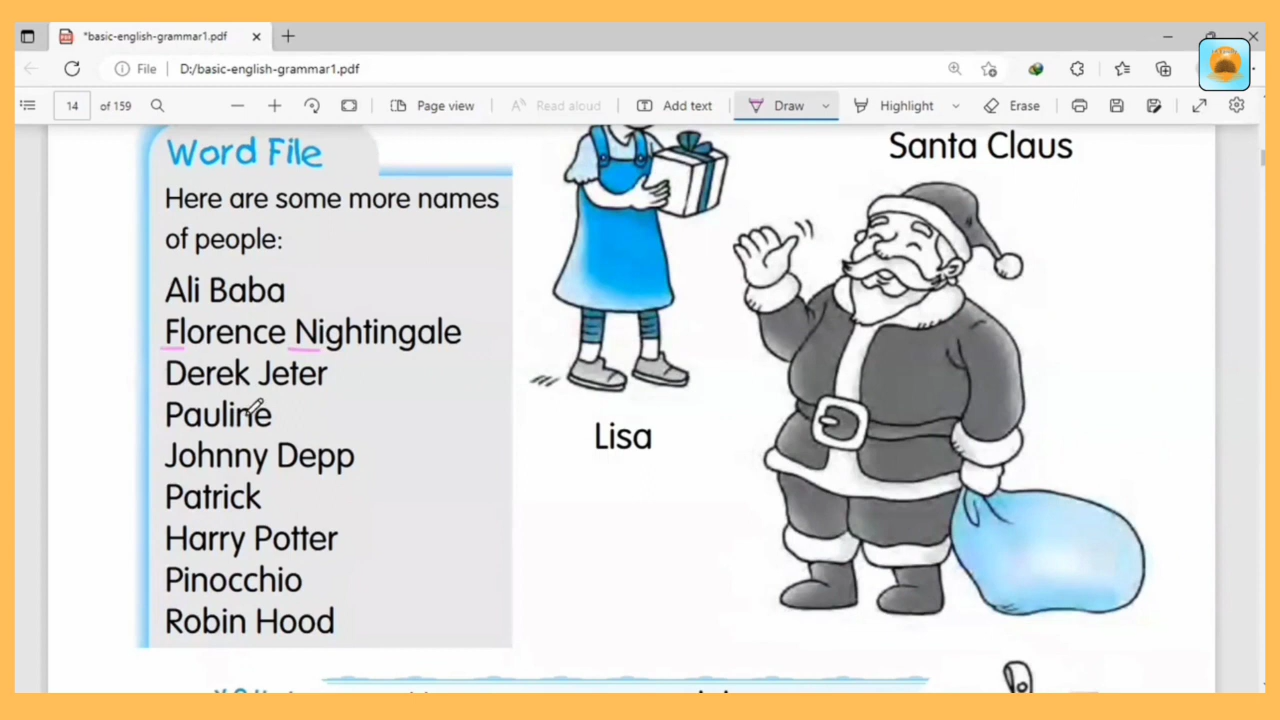 *basic-english-grammar1.pdf
File
D:/basic-english-grammar1.pdf
14 of 159
Page view
Read aloud
Add text
Draw
Highlight
Erase
Word File
Here are some more names
of people:
Ali Baba
Florence Nightingale
Derek Jeter
Pauline
Johnny Depp
Patrick
Harry Potter
Pinocchio
Robin Hood
Lisa
Santa Claus